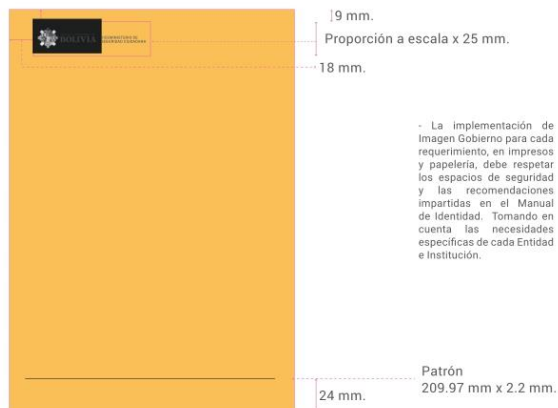 9 mm.
BOLIVIA
Proporción a escala x 25 mm.
18 mm.
- La implementación de
Imagen Gobierno para cada
requerimiento, en impresos
y papelería, debe respetar
los espacios de seguridad
y las recomendaciones
impartidas en el Manual
de Identidad. Tomando en
cuenta las necesidades
específicas de cada Entidad
e Institución.
Patrón
209.97 mm x 2.2 mm.
24 mm.